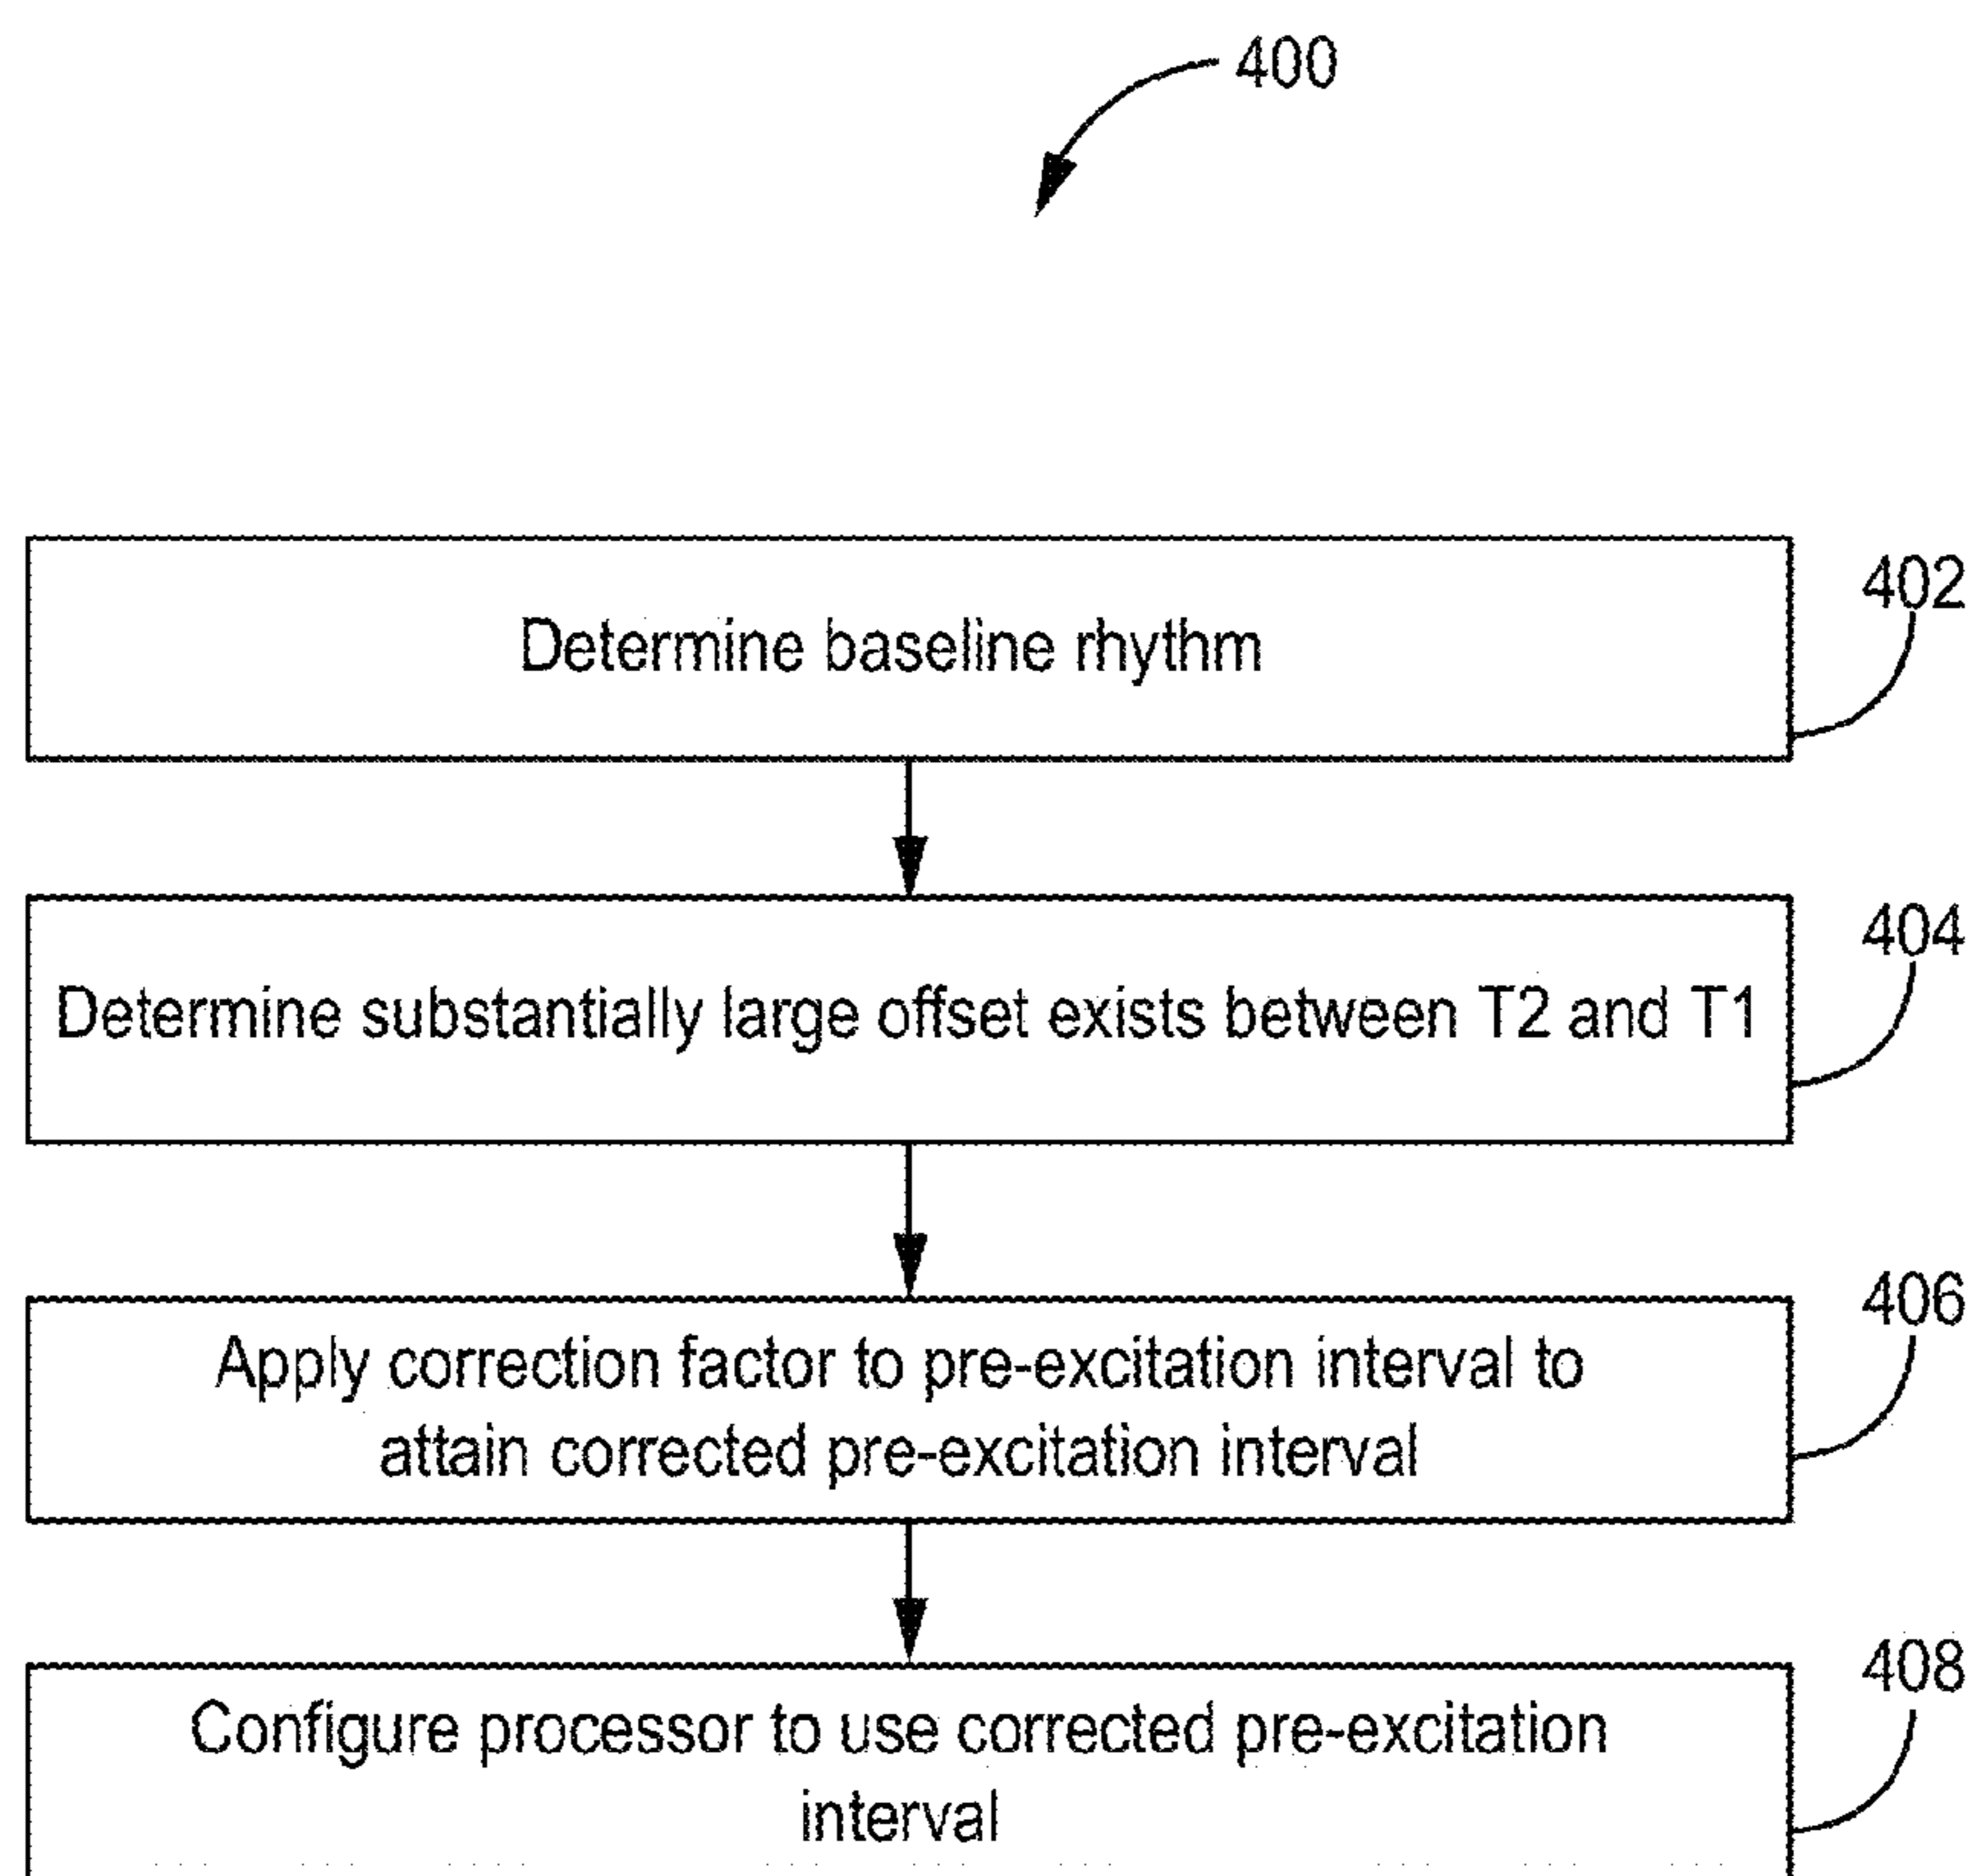 400
Determine baseline rhythm
402
Determine substantially large offset exists between T2 and T1
404
Apply correction factor to pre-excitation interval to
attain corrected pre-excitation interval
406
Configure processor to use corrected pre-excitation
interval
408